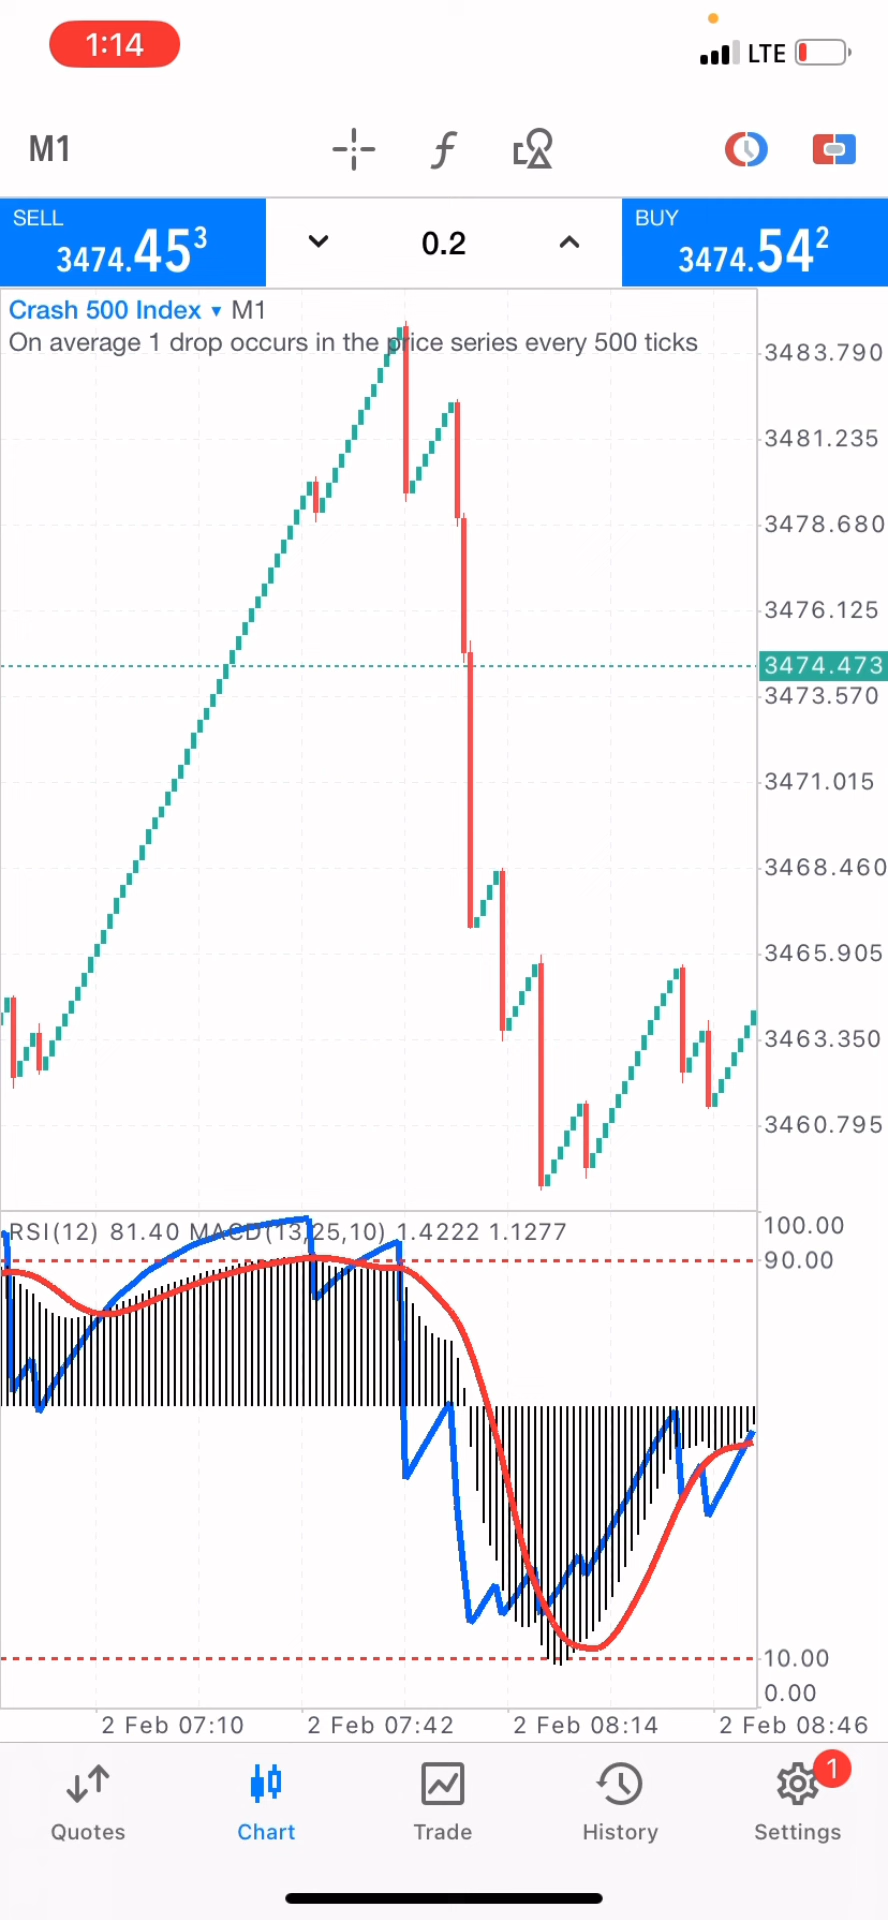 1:14
LTE
M1
SELL
3474.453
0.2
BUY
3474.542
Crash 500 Index ▾ M1
On average 1 drop occurs in the price series every 500 ticks
3483.790
3481.235
3478.680
3476.125
3474.473
3473.570
3471.015
3468.460
3465.905
3463.350
3460.795
RSI(12) 81.40 MACD(13,25,10) 1.4222 1.1277
100.00
90.00
10.00
0.00
2 Feb 07:10
2 Feb 07:42
2 Feb 08:14
2 Feb 08:46
1
Quotes
Chart
Trade
History
Settings